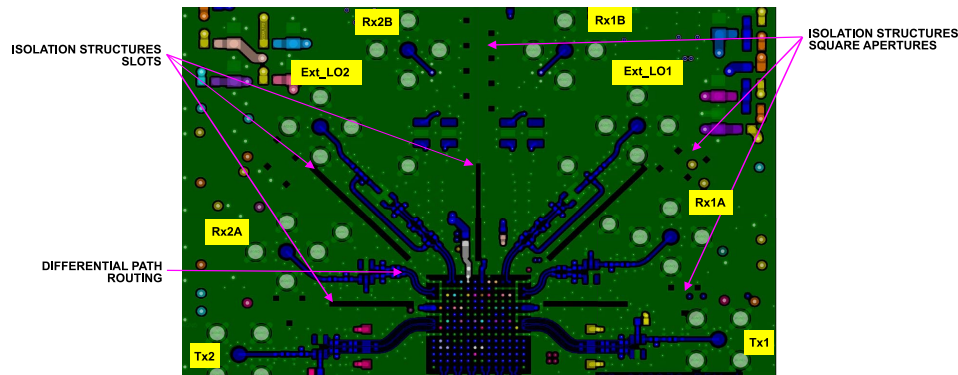 Rx2B
Rx1B
ISOLATION STRUCTURES
SLOTS
ISOLATION STRUCTURES
SQUARE APERTURES
Ext_LO2
Ext_LO1
Rx2A
Rx1A
DIFFERENTIAL PATH
ROUTING
Tx2
Tx1